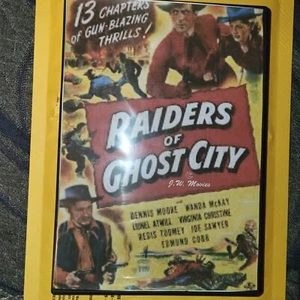 13 CHAPTERS
OF GUN-BLAZING
THRILLS!
RAIDERS
OF
GHOST CITY
J.W. Movies
DENNIS MOORE WANDA McKAY
LIONEL ATWILL VIRGINIA CHRISTINE
REGIS TOOMEY JOE SAWYER
EDMUND COBB